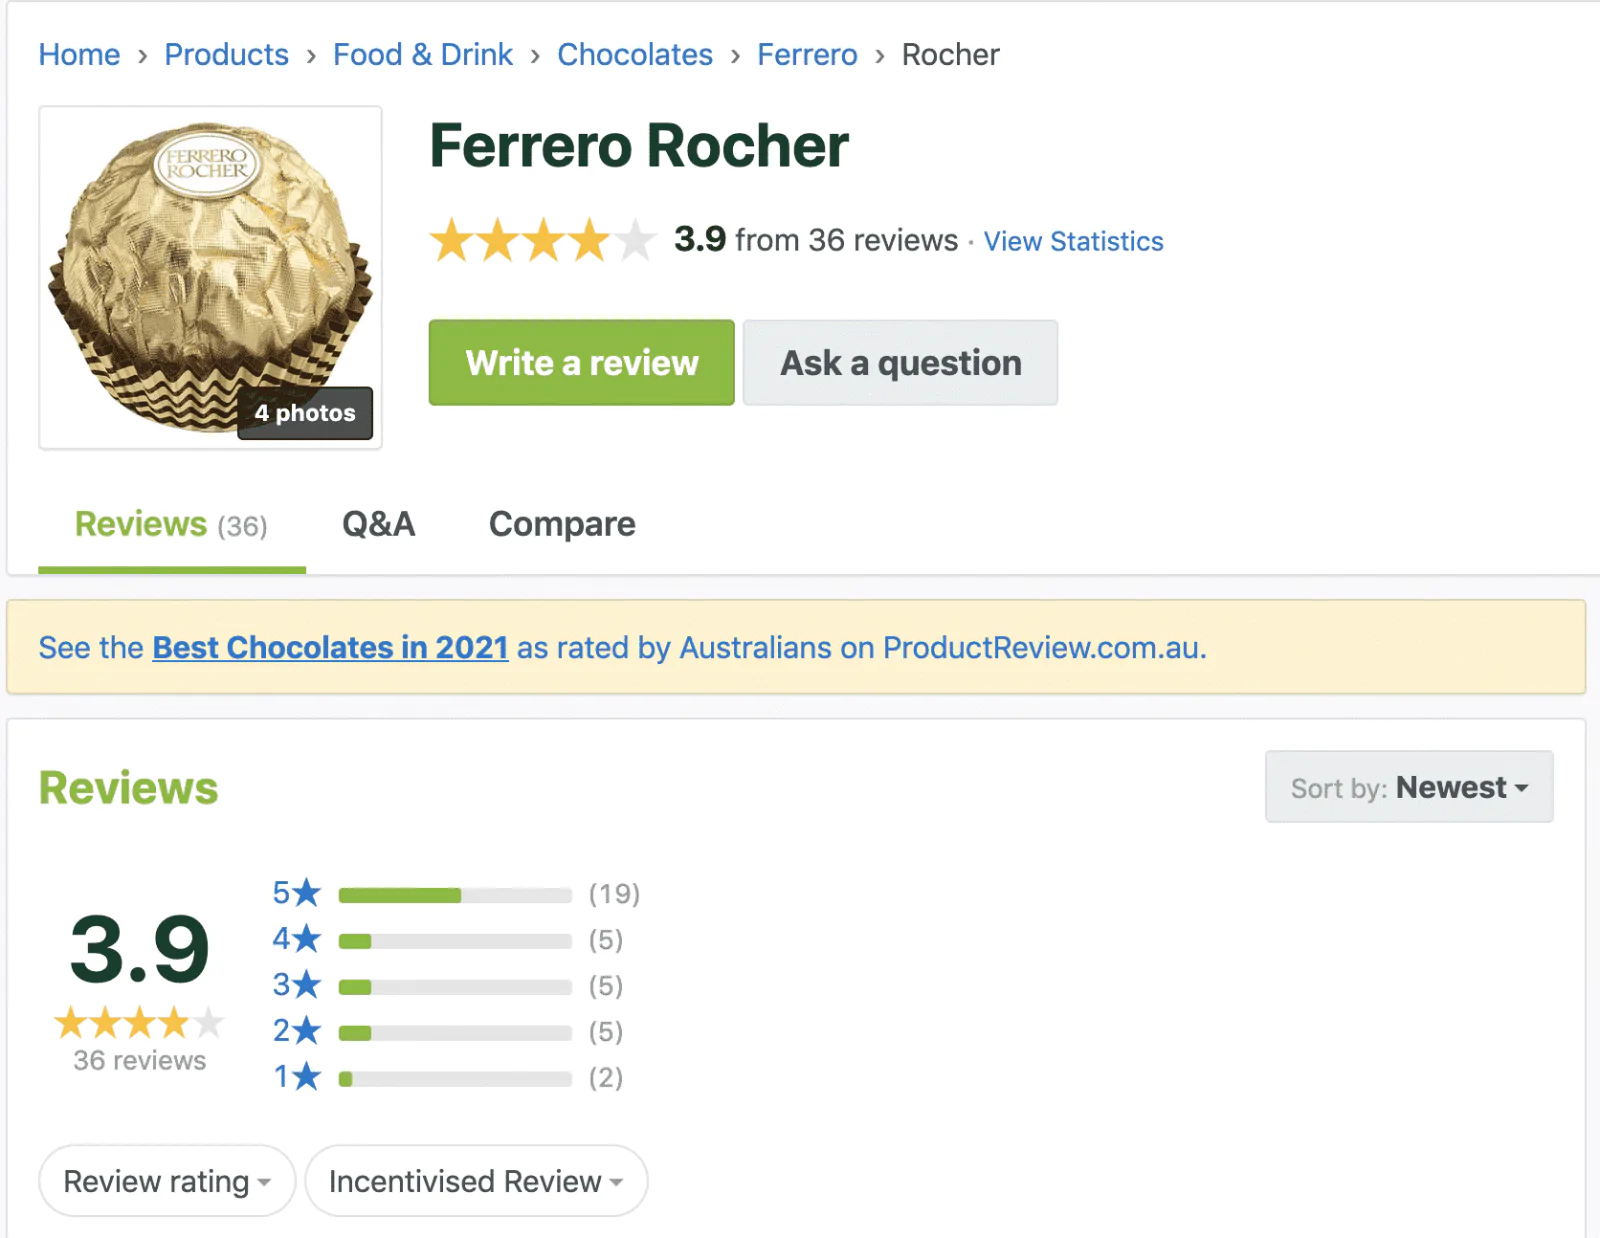 Home › Products › Food & Drink › Chocolates › Ferrero › Rocher
FERRERO
ROCHER
4 photos
Ferrero Rocher
3.9 from 36 reviews · View Statistics
Write a review
Ask a question
Reviews (36)
Q&A
Compare
See the Best Chocolates in 2021 as rated by Australians on ProductReview.com.au.
Reviews
Sort by: Newest
3.9
36 reviews
5★ (19)
4★ (5)
3★ (5)
2★ (5)
1★ (2)
Review rating
Incentivised Review